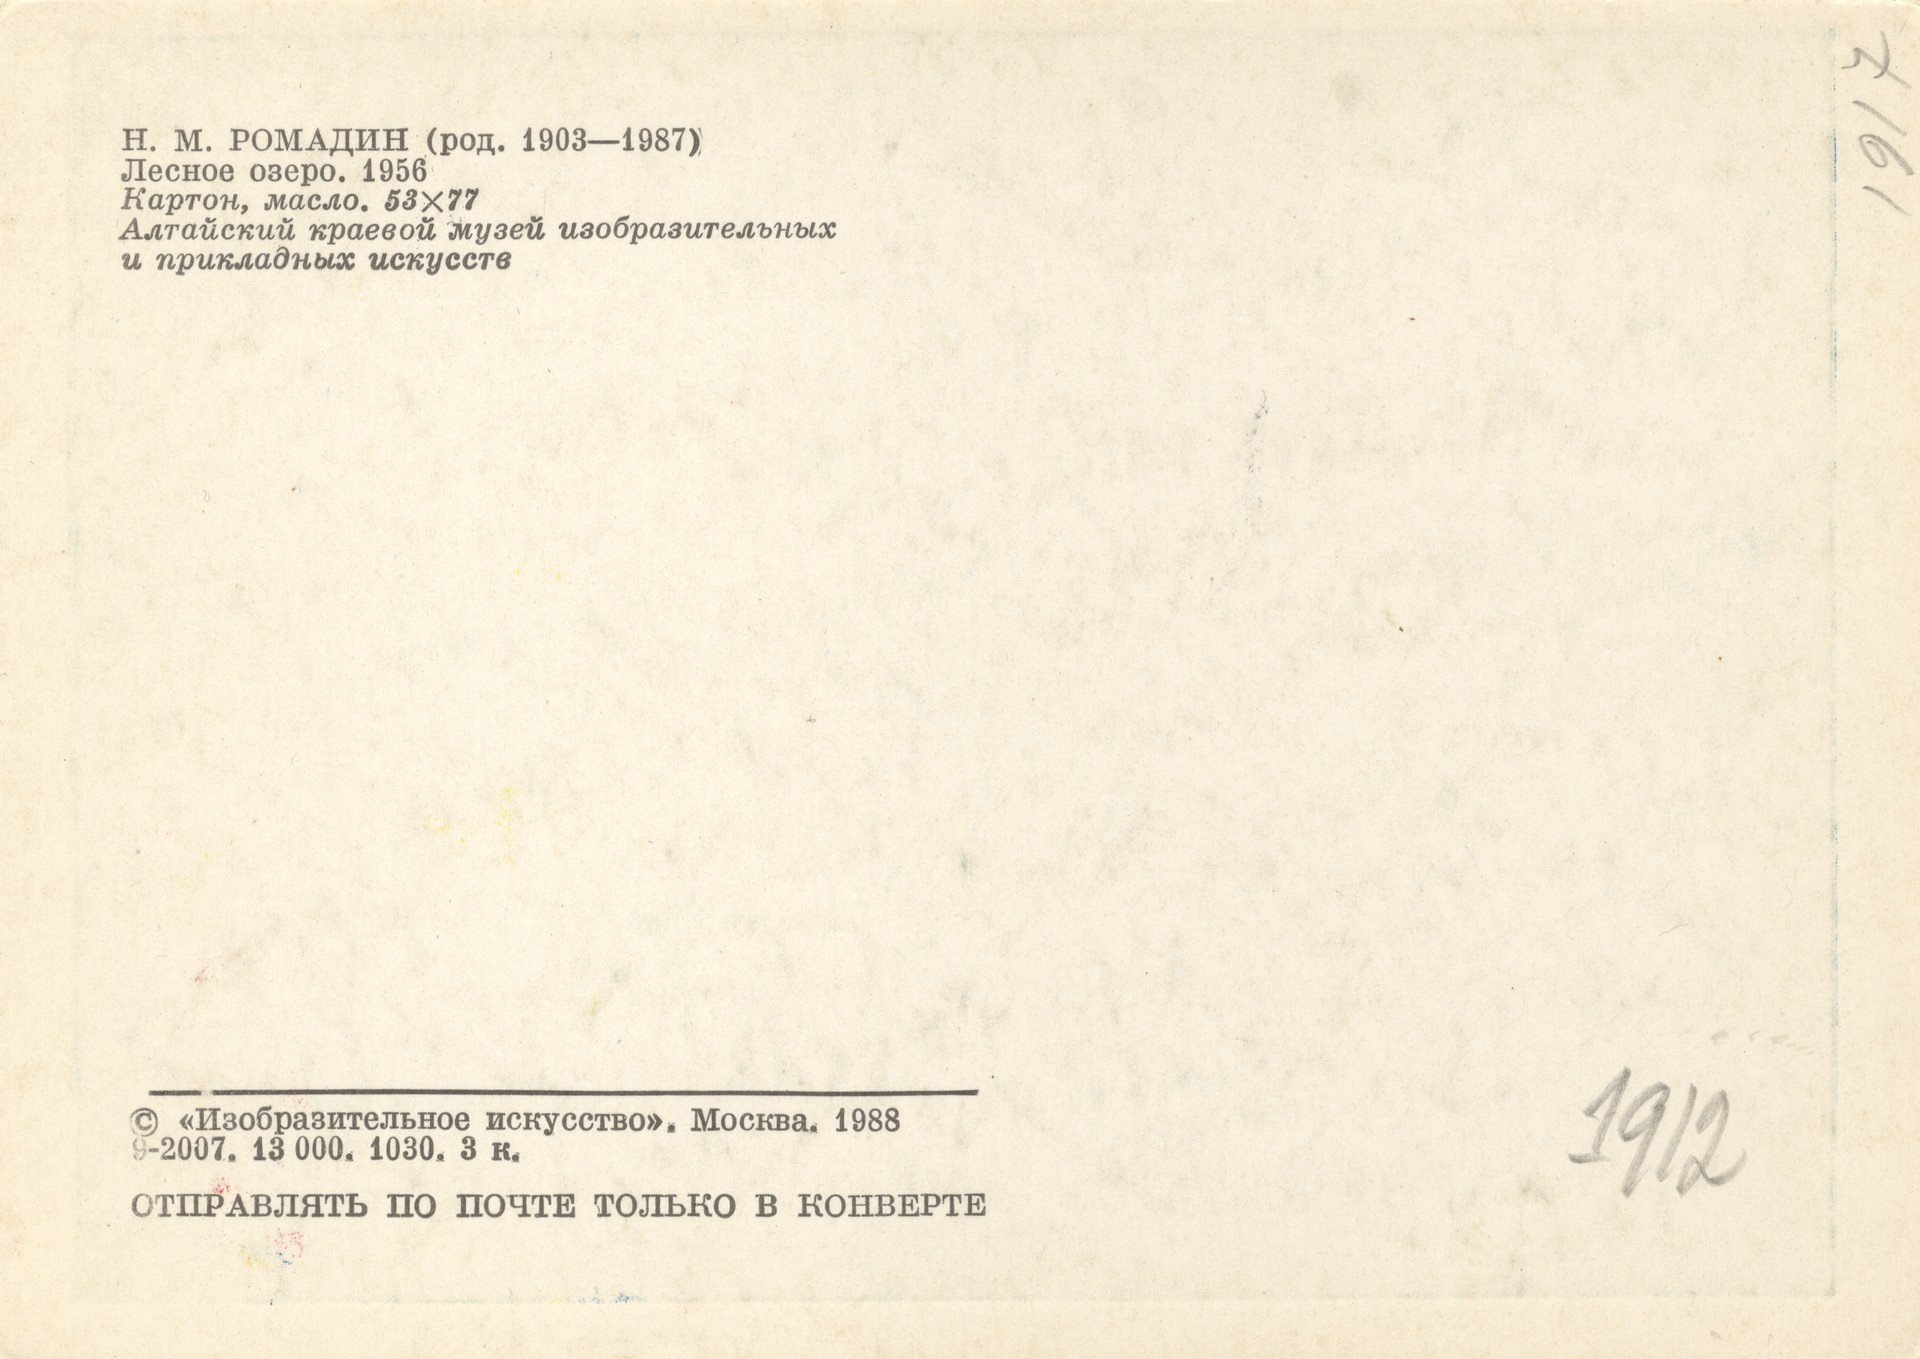 Н. М. РОМАДИН (род. 1903—1987)
Лесное озеро. 1956
Картон, масло. 53×77
Алтайский краевой музей изобразительных
и прикладных искусств
1917
© «Изобразительное искусство». Москва. 1988
9-2007. 13 000. 1030. 3 к.
ОТПРАВЛЯТЬ ПО ПОЧТЕ ТОЛЬКО В КОНВЕРТЕ
1912